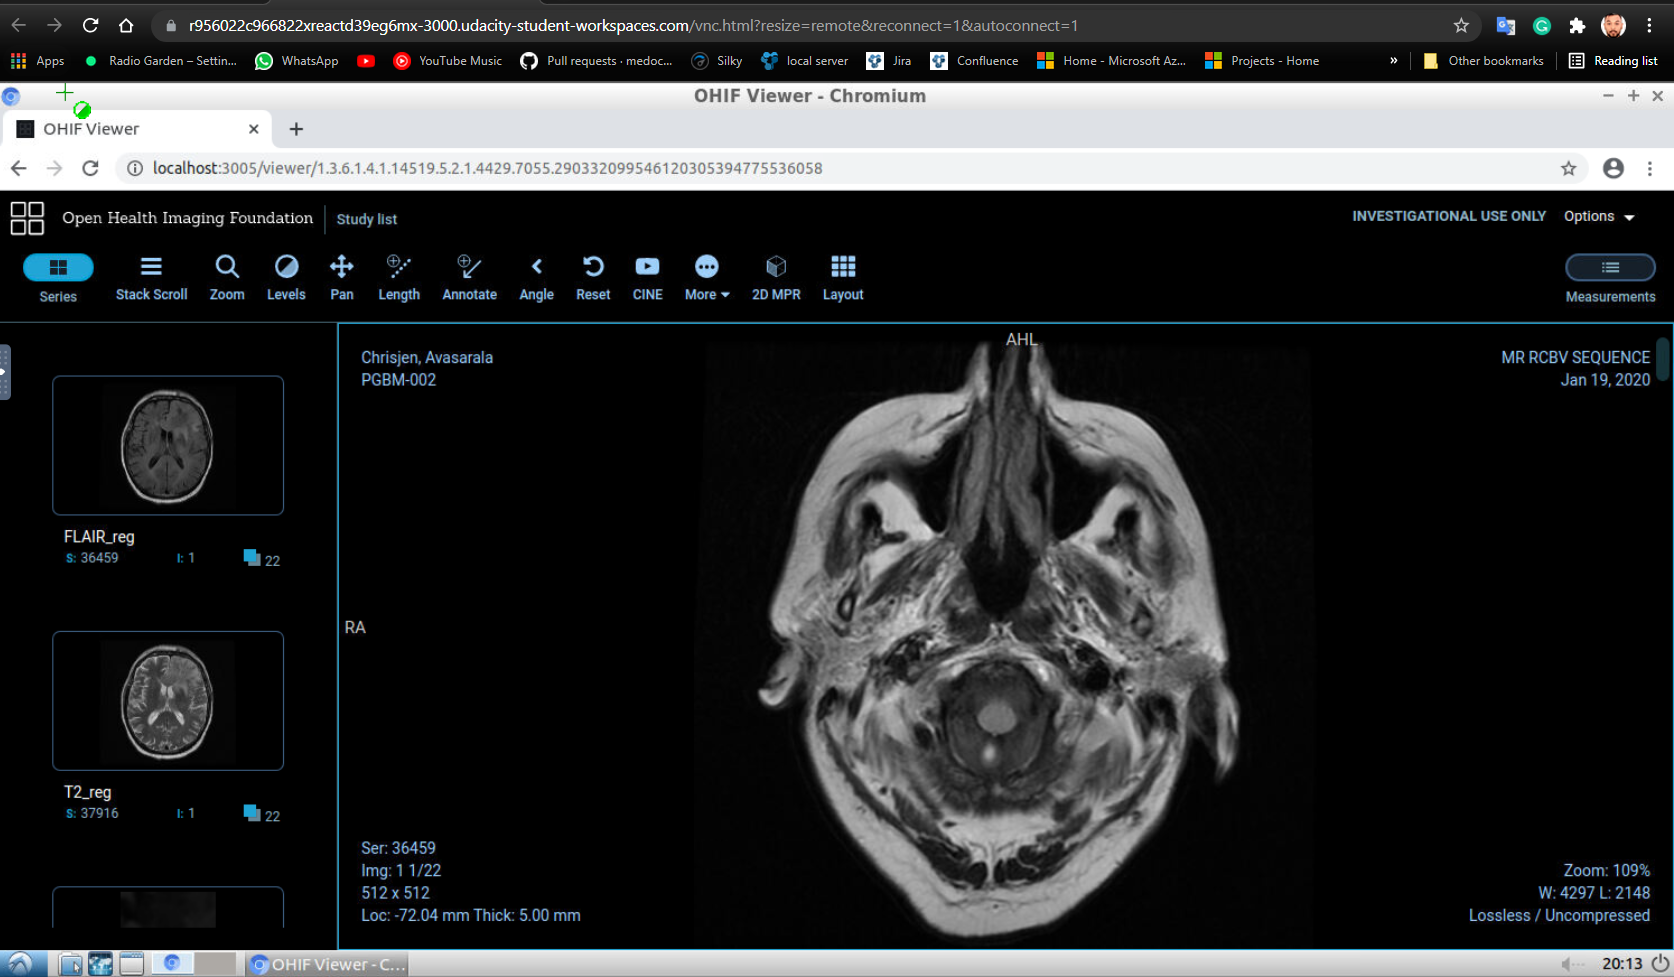 r956022c966822xreactd39eg6mx-3000.udacity-student-workspaces.com/vnc.html?resize=remote&reconnect=1&autoconnect=1
Apps Radio Garden – Settin... WhatsApp YouTube Music Pull requests · medoc... Silky local server Jira Confluence Home - Microsoft Az... Projects - Home » Other bookmarks Reading list
OHIF Viewer - Chromium
OHIF Viewer
localhost:3005/viewer/1.3.6.1.4.1.14519.5.2.1.4429.7055.290332099546120305394775536058
Open Health Imaging Foundation Study list INVESTIGATIONAL USE ONLY Options
Series Stack Scroll Zoom Levels Pan Length Annotate Angle Reset CINE More 2D MPR Layout Measurements
FLAIR_reg
S: 36459 I: 1 22
T2_reg
S: 37916 I: 1 22
AHL
Chrisjen, Avasarala
PGBM-002
MR RCBV SEQUENCE
Jan 19, 2020
RA
Ser: 36459
Img: 1 1/22
512 x 512
Loc: -72.04 mm Thick: 5.00 mm
Zoom: 109%
W: 4297 L: 2148
Lossless / Uncompressed
OHIF Viewer - C... 20:13